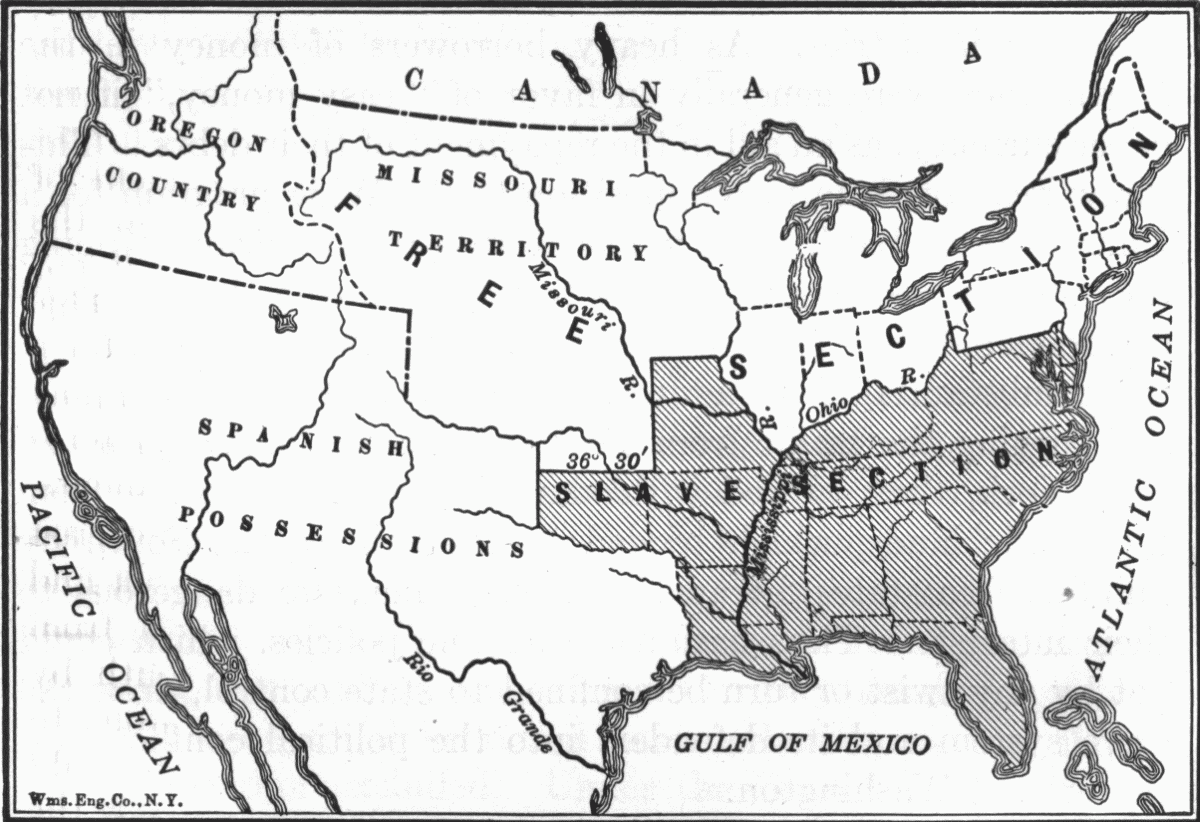 CANADA
OREGON
COUNTRY
MISSOURI
TERRITORY
FREE SECTION
Missouri R.
Ohio R.
36° 30'
SPANISH
POSSESSIONS
SLAVE SECTION
Mississippi R.
Rio Grande
PACIFIC OCEAN
ATLANTIC OCEAN
GULF OF MEXICO
Wms. Eng. Co., N. Y.